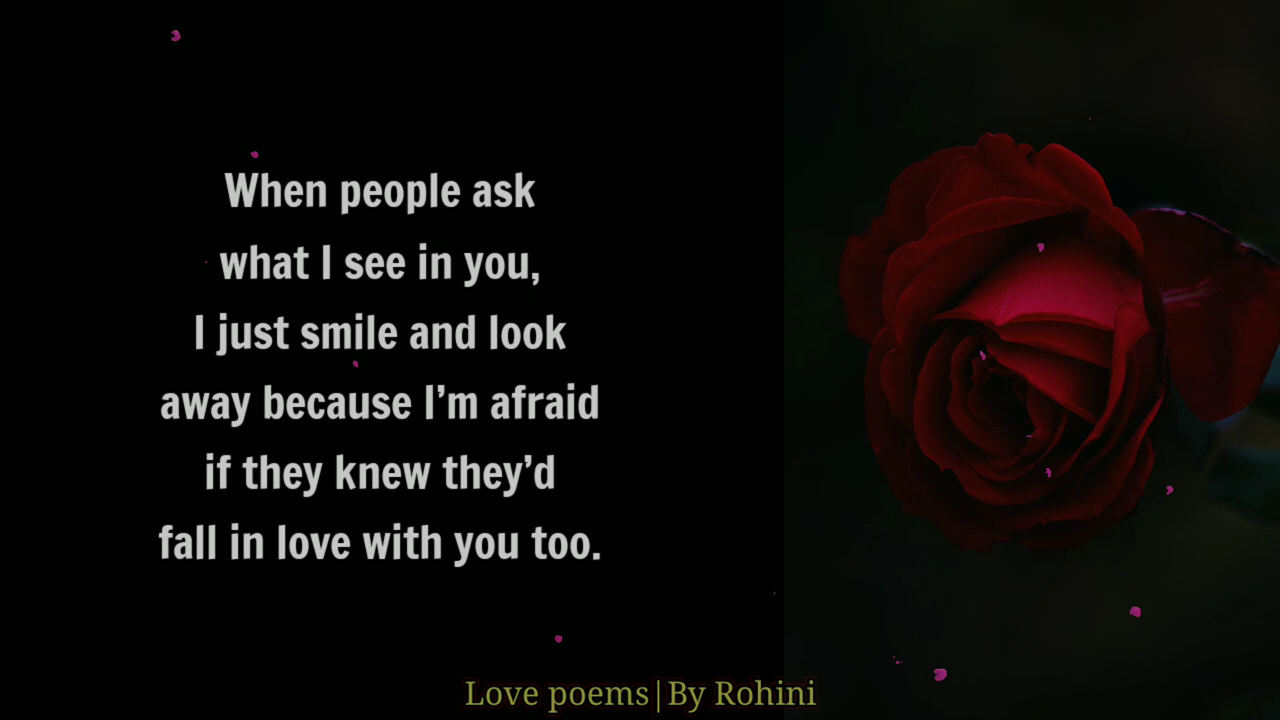 When people ask
what I see in you,
I just smile and look
away because I’m afraid
if they knew they’d
fall in love with you too.
Love poems|By Rohini